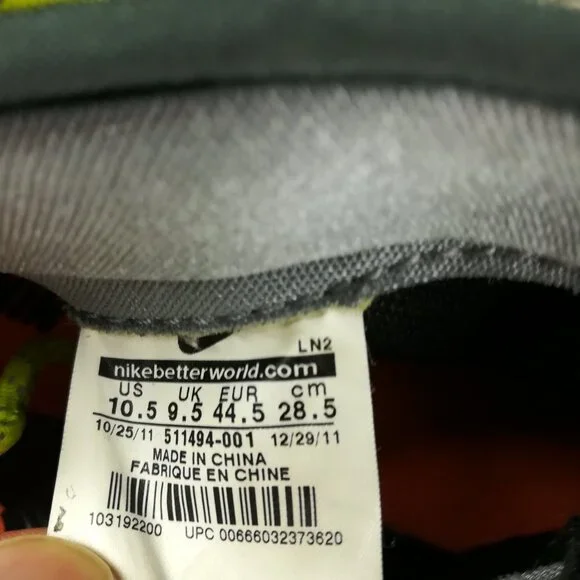 LN2
nikebetterworld.com
US UK EUR cm
10.5 9.5 44.5 28.5
10/25/11 511494-001 12/29/11
MADE IN CHINA
FABRIQUE EN CHINE
103192200 UPC 00666032373620